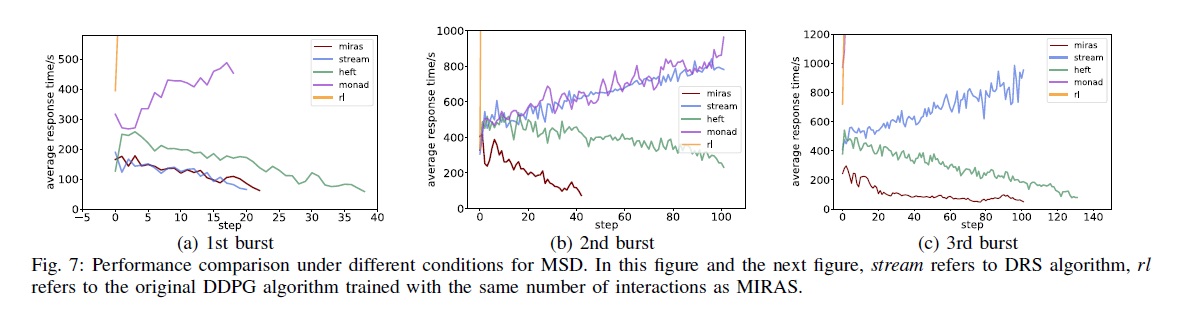 average response time/s
500
400
300
200
100
0
−5
0
5
10
15
20
25
30
35
40
step
miras
stream
heft
monad
rl
(a) 1st burst
average response time/s
1000
800
600
400
200
0
0
20
40
60
80
100
step
miras
stream
heft
monad
rl
(b) 2nd burst
average response time/s
1200
1000
800
600
400
200
0
0
20
40
60
80
100
120
140
step
miras
stream
heft
monad
rl
(c) 3rd burst
Fig. 7: Performance comparison under different conditions for MSD. In this figure and the next figure, stream refers to DRS algorithm, rl
refers to the original DDPG algorithm trained with the same number of interactions as MIRAS.